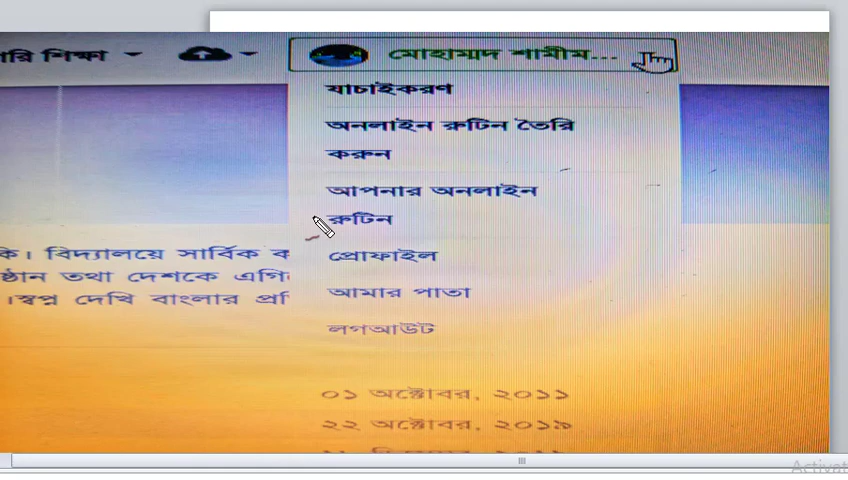 রি শিক্ষা
মোহাম্মদ শামীম...
যাচাইকরণ
অনলাইন রুটিন তৈরি
করুন
আপনার অনলাইন
রুটিন
কি। বিদ্যালয়ে সার্বিক ক
প্রোফাইল
ষ্ঠান তথা দেশকে এগি
আমার পাতা
।স্বপ্ন দেখি বাংলার প্রি
লগআউট
০১ অক্টোবর, ২০১১
২২ অক্টোবর, ২০১৯
Activat